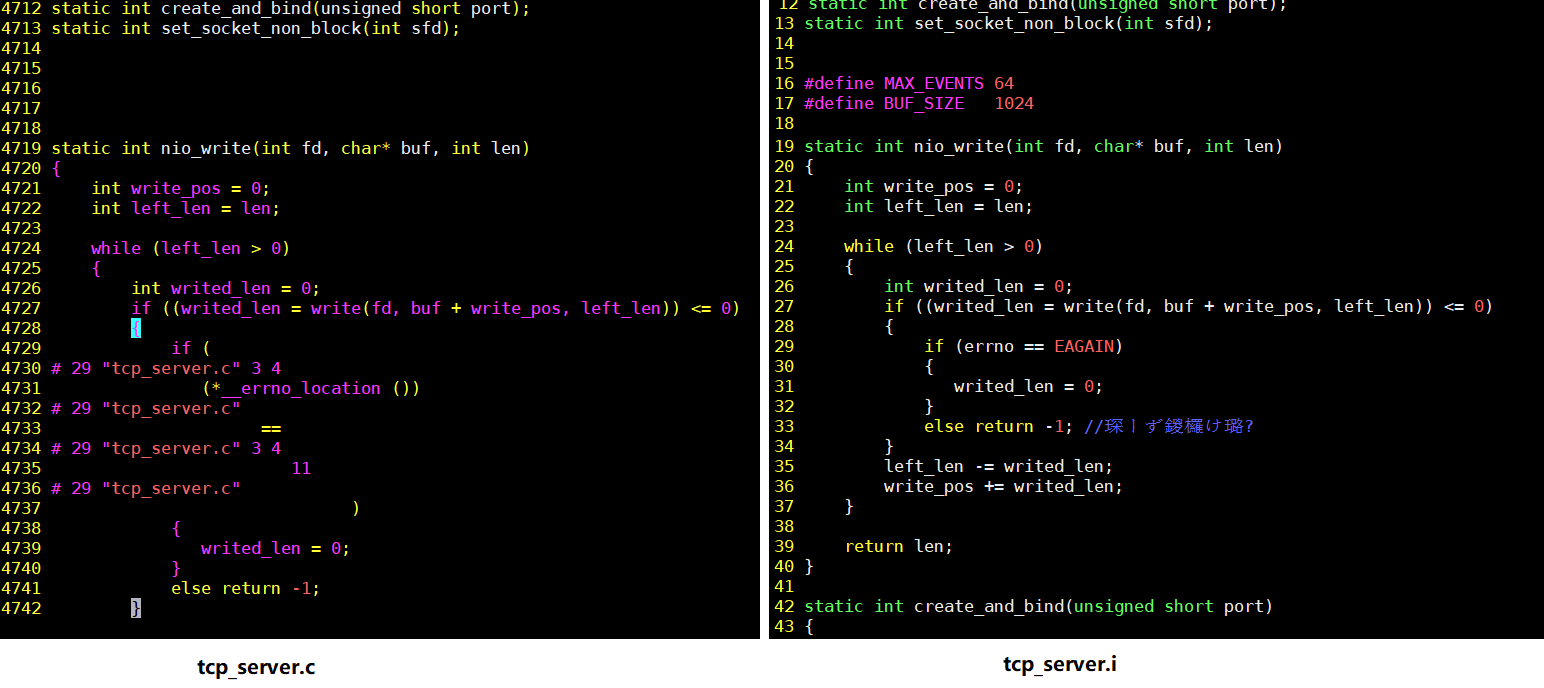 4712 static int create_and_bind(unsigned short port);
4713 static int set_socket_non_block(int sfd);
4714
4715
4716
4717
4718
4719 static int nio_write(int fd, char* buf, int len)
4720 {
4721     int write_pos = 0;
4722     int left_len = len;
4723
4724     while (left_len > 0)
4725     {
4726         int writed_len = 0;
4727         if ((writed_len = write(fd, buf + write_pos, left_len)) <= 0)
4728         {
4729             if (
4730 # 29 "tcp_server.c" 3 4
4731                (*__errno_location ())
4732 # 29 "tcp_server.c"
4733                      ==
4734 # 29 "tcp_server.c" 3 4
4735                         11
4736 # 29 "tcp_server.c"
4737                               )
4738             {
4739                writed_len = 0;
4740             }
4741             else return -1;
4742         }
tcp_server.c
12 static int create_and_bind(unsigned short port);
13 static int set_socket_non_block(int sfd);
14
15
16 #define MAX_EVENTS 64
17 #define BUF_SIZE   1024
18
19 static int nio_write(int fd, char* buf, int len)
20 {
21     int write_pos = 0;
22     int left_len = len;
23
24     while (left_len > 0)
25     {
26         int writed_len = 0;
27         if ((writed_len = write(fd, buf + write_pos, left_len)) <= 0)
28         {
29             if (errno == EAGAIN)
30             {
31                writed_len = 0;
32             }
33             else return -1; //
34         }
35         left_len -= writed_len;
36         write_pos += writed_len;
37     }
38
39     return len;
40 }
41
42 static int create_and_bind(unsigned short port)
43 {
tcp_server.i